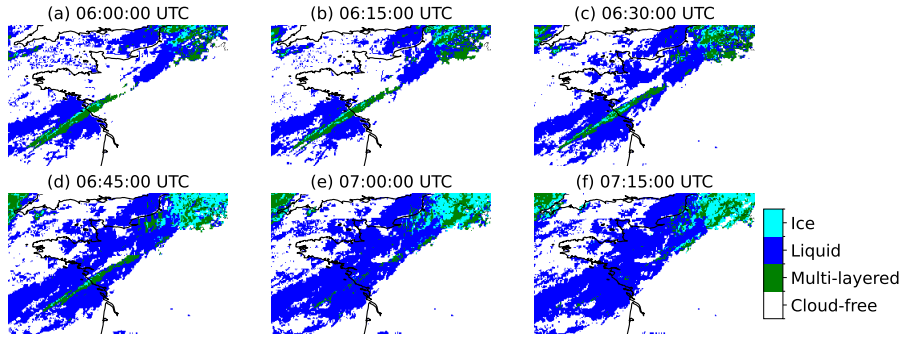 (a) 06:00:00 UTC
(b) 06:15:00 UTC
(c) 06:30:00 UTC
(d) 06:45:00 UTC
(e) 07:00:00 UTC
(f) 07:15:00 UTC
Ice
Liquid
Multi-layered
Cloud-free